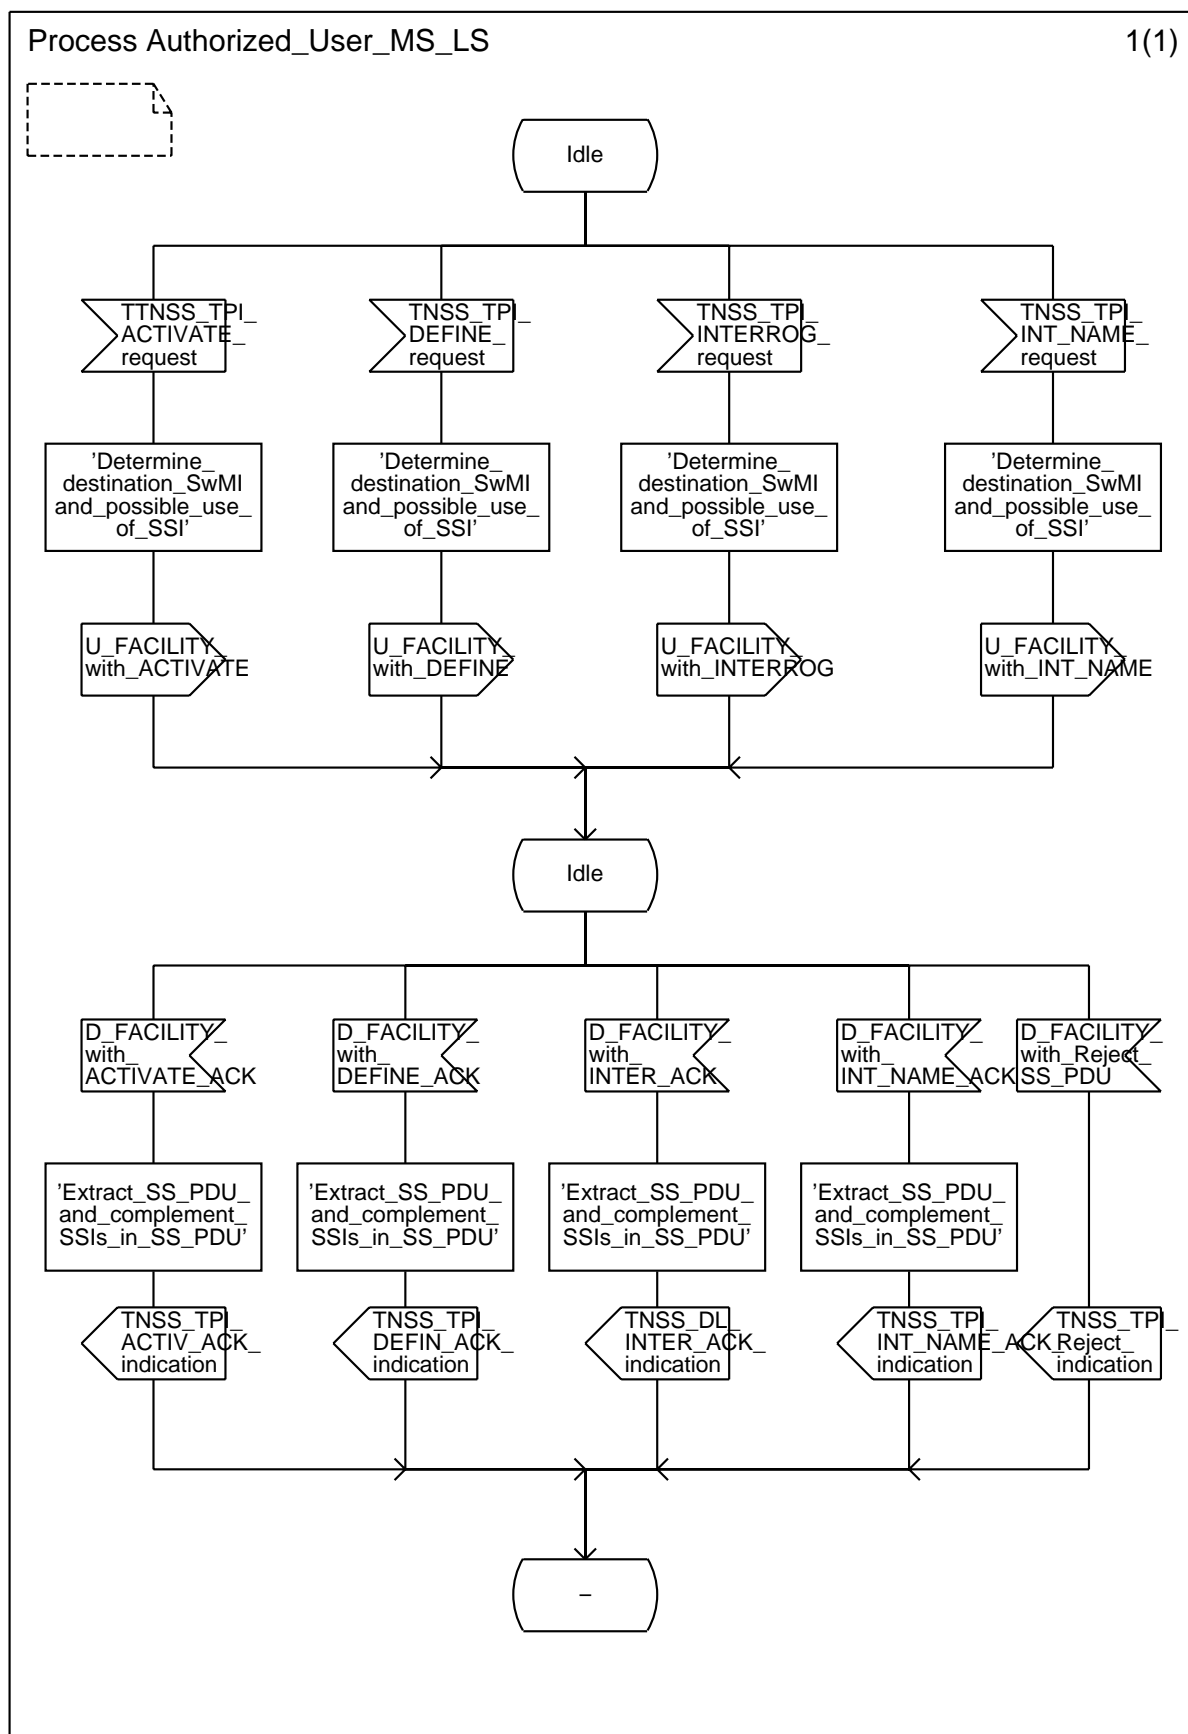 Process Authorized_User_MS_LS
1(1)
Idle
TTNSS_TPI_
ACTIVATE_
request
TNSS_TPI_
DEFINE_
request
TNSS_TPI_
INTERROG_
request
TNSS_TPI_
INT_NAME_
request
’Determine_
destination_SwMI
and_possible_use_
of_SSI’
’Determine_
destination_SwMI
and_possible_use_
of_SSI’
’Determine_
destination_SwMI
and_possible_use_
of_SSI’
’Determine_
destination_SwMI
and_possible_use_
of_SSI’
U_FACILITY_
with_ACTIVATE
U_FACILITY_
with_DEFINE
U_FACILITY_
with_INTERROG
U_FACILITY_
with_INT_NAME
Idle
D_FACILITY_
with_
ACTIVATE_ACK
D_FACILITY_
with_
DEFINE_ACK
D_FACILITY_
with_
INTER_ACK
D_FACILITY_
with_
INT_NAME_ACK
D_FACILITY_
with_Reject_
SS_PDU
’Extract_SS_PDU_
and_complement_
SSIs_in_SS_PDU’
’Extract_SS_PDU_
and_complement_
SSIs_in_SS_PDU’
’Extract_SS_PDU_
and_complement_
SSIs_in_SS_PDU’
’Extract_SS_PDU_
and_complement_
SSIs_in_SS_PDU’
TNSS_TPI_
ACTIV_ACK_
indication
TNSS_TPI_
DEFIN_ACK_
indication
TNSS_DL_
INTER_ACK_
indication
TNSS_TPI_
INT_NAME_ACK_
indication
TNSS_TPI_
Reject_
indication
–